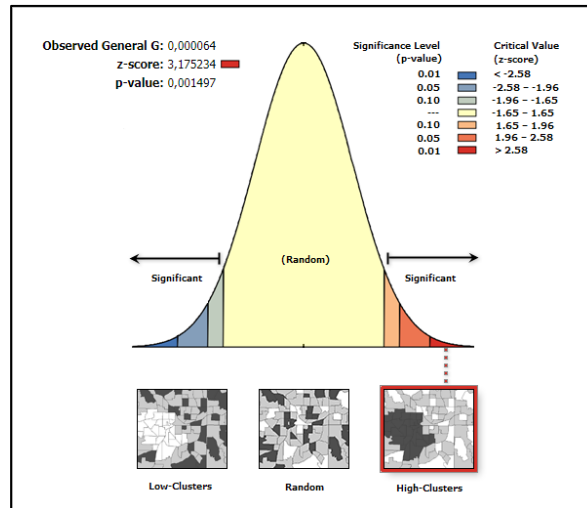 Observed General G: 0,000064
z-score: 3,175234
p-value: 0,001497
Significance Level Critical Value
(p-value) (z-score)
0.01 < -2.58
0.05 -2.58 – -1.96
0.10 -1.96 – -1.65
--- -1.65 – 1.65
0.10 1.65 – 1.96
0.05 1.96 – 2.58
0.01 > 2.58
Significant (Random) Significant
Low-Clusters Random High-Clusters